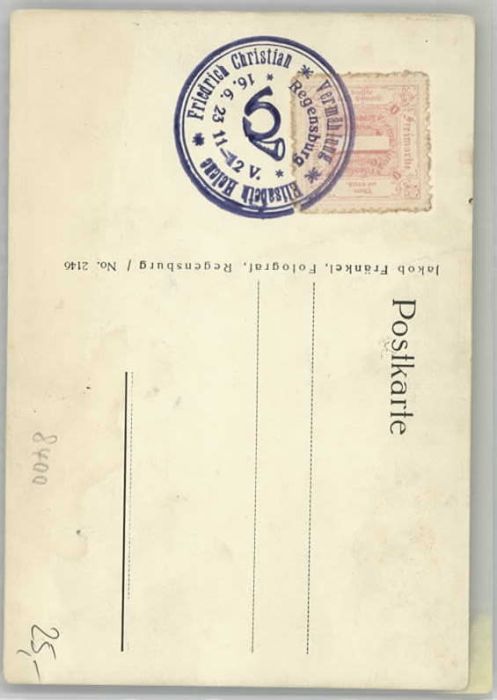 Friedrich Christian * Vermählung * Elisabeth Helene *
* Regensburg *
16. 6. 23 11-12 V.
Freimarke
Postkarte
Jakob Fränkel, Fotograf, Regensburg / No. 2146
8400
25,-